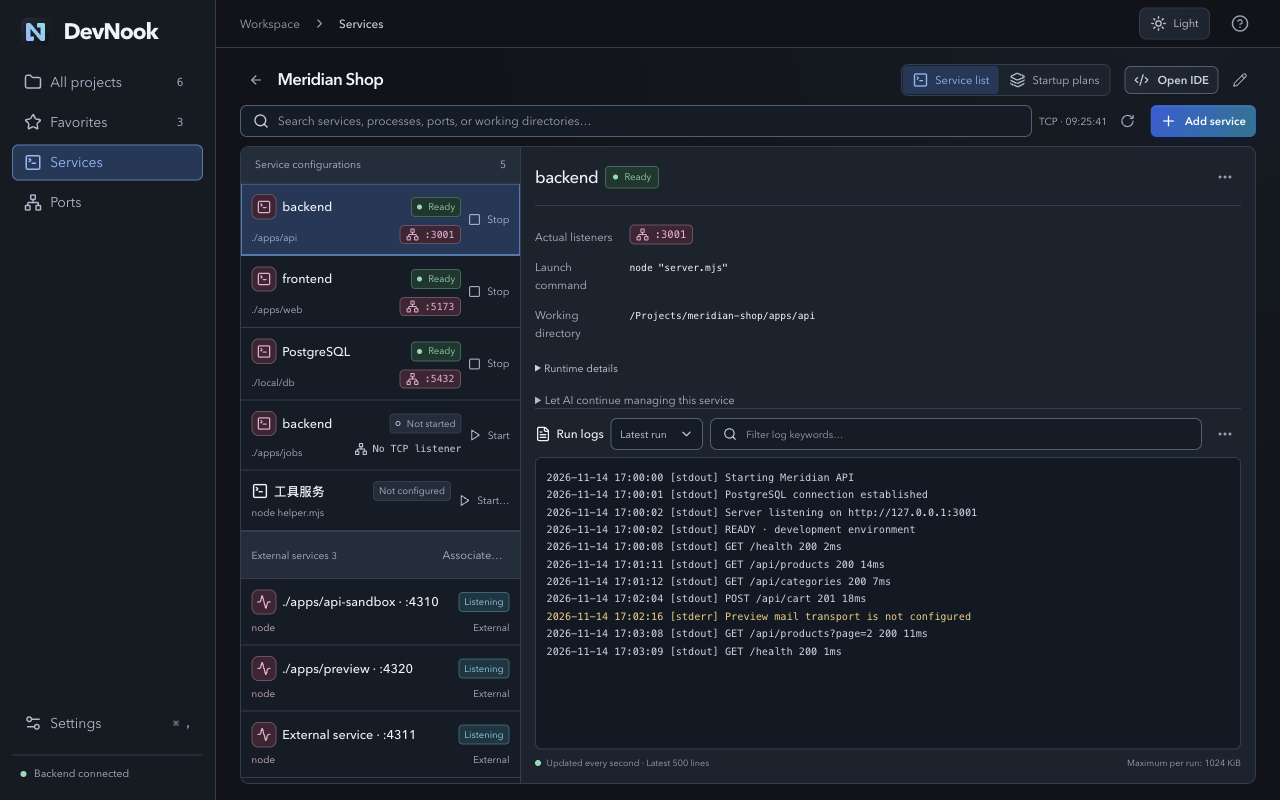 DevNook
All projects 6
Favorites 3
Services
Ports
Settings ⌘ ,
Backend connected
Workspace > Services
Light
Meridian Shop
Service list
Startup plans
Open IDE
Search services, processes, ports, or working directories…
TCP · 09:25:41
Add service
Service configurations 5
backend Ready
./apps/api :3001 Stop
frontend Ready
./apps/web :5173 Stop
PostgreSQL Ready
./local/db :5432 Stop
backend Not started
./apps/jobs No TCP listener Start
工具服务 Not configured
node helper.mjs Start…
External services 3 Associate…
./apps/api-sandbox · :4310 Listening
node External
./apps/preview · :4320 Listening
node External
External service · :4311 Listening
node External
backend Ready
Actual listeners :3001
Launch command node "server.mjs"
Working directory /Projects/meridian-shop/apps/api
Runtime details
Let AI continue managing this service
Run logs Latest run Filter log keywords…
2026-11-14 17:00:00 [stdout] Starting Meridian API
2026-11-14 17:00:01 [stdout] PostgreSQL connection established
2026-11-14 17:00:02 [stdout] Server listening on http://127.0.0.1:3001
2026-11-14 17:00:02 [stdout] READY · development environment
2026-11-14 17:00:08 [stdout] GET /health 200 2ms
2026-11-14 17:01:11 [stdout] GET /api/products 200 14ms
2026-11-14 17:01:12 [stdout] GET /api/categories 200 7ms
2026-11-14 17:02:04 [stdout] POST /api/cart 201 18ms
2026-11-14 17:02:16 [stderr] Preview mail transport is not configured
2026-11-14 17:03:08 [stdout] GET /api/products?page=2 200 11ms
2026-11-14 17:03:09 [stdout] GET /health 200 1ms
Updated every second · Latest 500 lines
Maximum per run: 1024 KiB